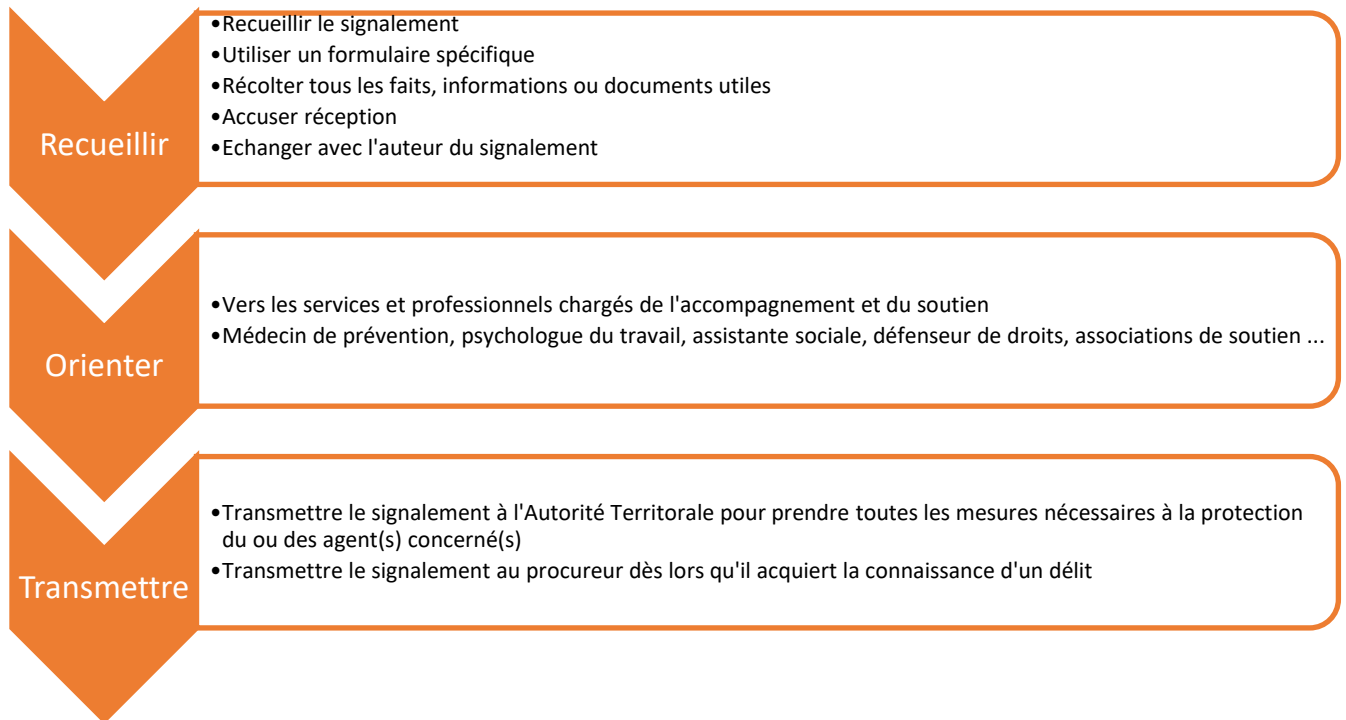 Recueillir
•Recueillir le signalement
•Utiliser un formulaire spécifique
•Récolter tous les faits, informations ou documents utiles
•Accuser réception
•Echanger avec l'auteur du signalement
Orienter
•Vers les services et professionnels chargés de l'accompagnement et du soutien
•Médecin de prévention, psychologue du travail, assistante sociale, défenseur de droits, associations de soutien ...
Transmettre
•Transmettre le signalement à l'Autorité Territorale pour prendre toutes les mesures nécessaires à la protection
du ou des agent(s) concerné(s)
•Transmettre le signalement au procureur dès lors qu'il acquiert la connaissance d'un délit